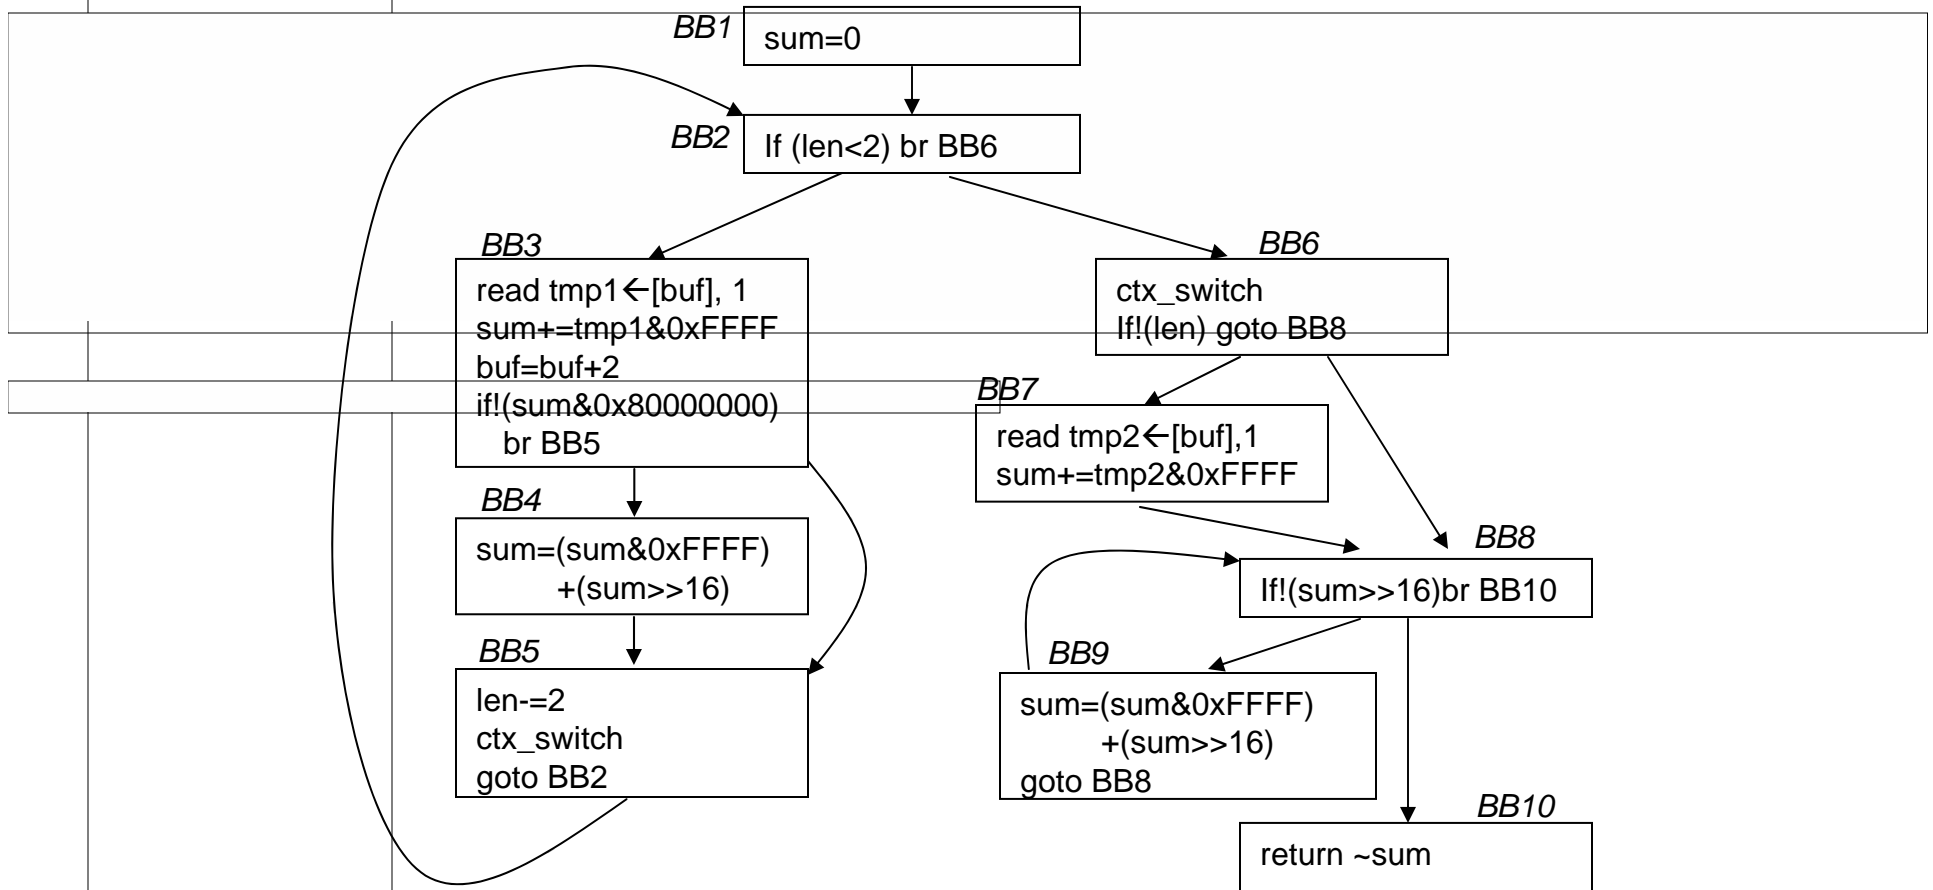 BB1
sum=0
BB2
If (len<2) br BB6
BB3
read tmp1←[buf], 1
sum+=tmp1&0xFFFF
buf=buf+2
if!(sum&0x80000000)
br BB5
BB4
sum=(sum&0xFFFF)
+(sum>>16)
BB5
len-=2
ctx_switch
goto BB2
BB6
ctx_switch
If!(len) goto BB8
BB7
read tmp2←[buf],1
sum+=tmp2&0xFFFF
BB8
If!(sum>>16)br BB10
BB9
sum=(sum&0xFFFF)
+(sum>>16)
goto BB8
BB10
return ~sum